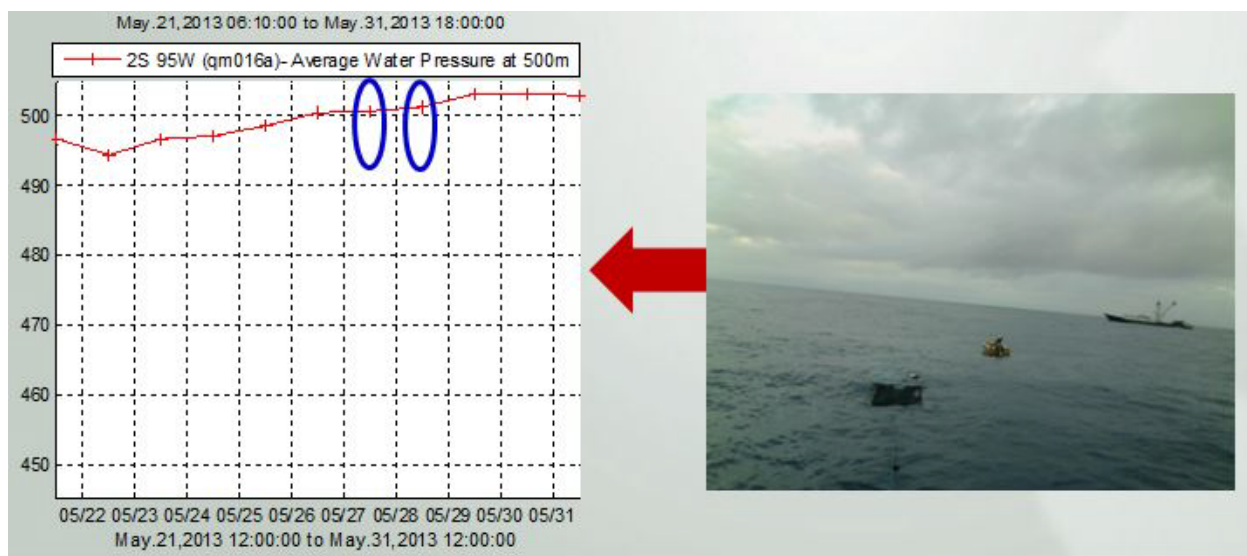 May.21,2013 06:10:00 to May.31,2013 18:00:00
2S 95W (qm016a)- Average Water Pressure at 500m
500
490
480
470
460
450
05/22 05/23 05/24 05/25 05/26 05/27 05/28 05/29 05/30 05/31
May.21,2013 12:00:00 to May.31,2013 12:00:00